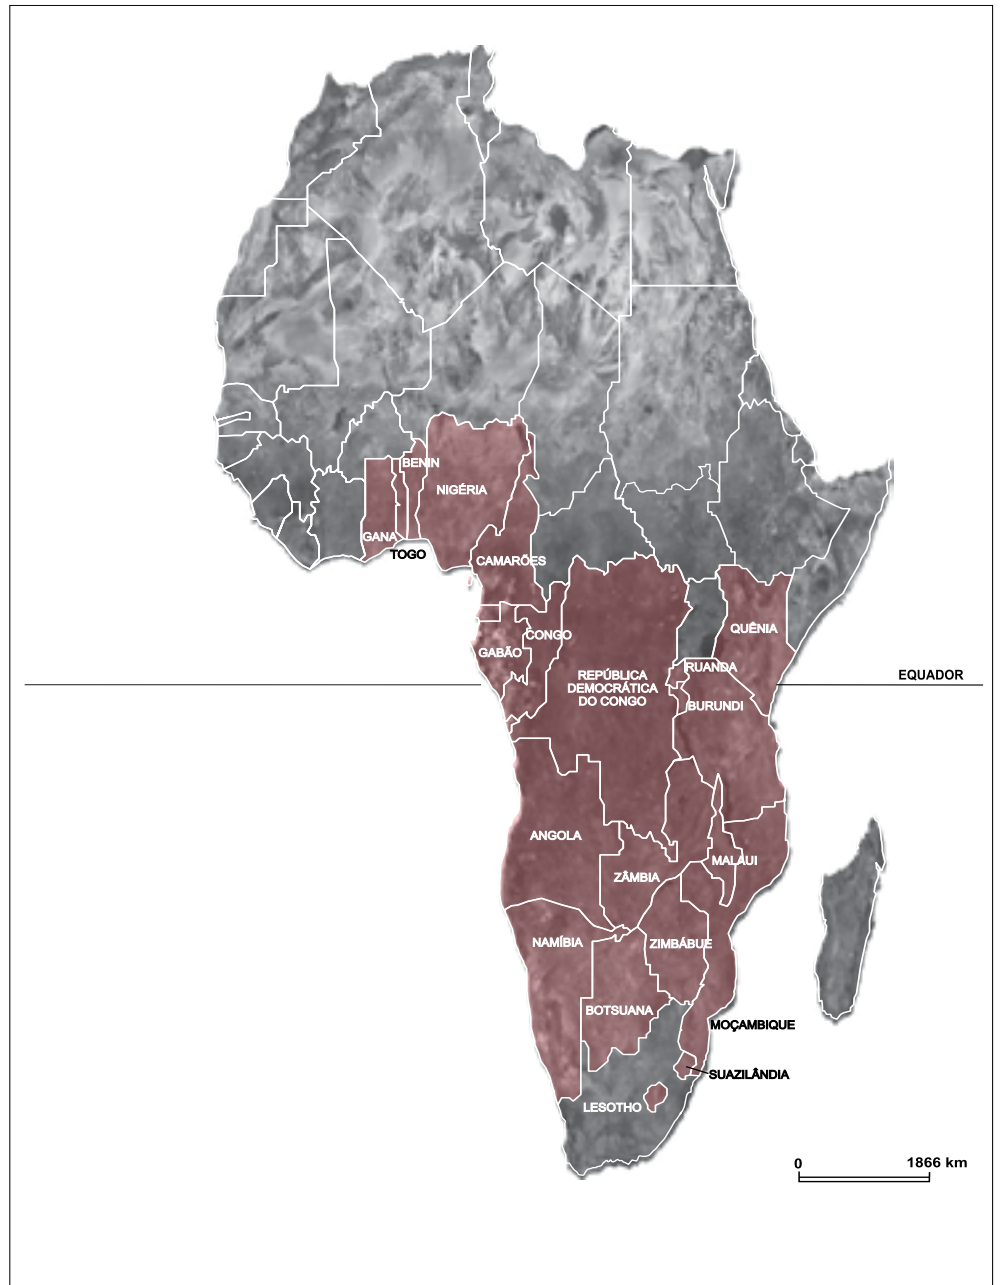 BENIN
NIGÉRIA
GANA
TOGO
CAMARÕES
CONGO
QUÊNIA
GABÃO
RUANDA
EQUADOR
REPÚBLICA
DEMOCRÁTICA
DO CONGO
BURUNDI
ANGOLA
MALAUI
ZÂMBIA
NAMÍBIA
ZIMBÁBUE
BOTSUANA
MOÇAMBIQUE
SUAZILÂNDIA
LESOTHO
0
1866 km